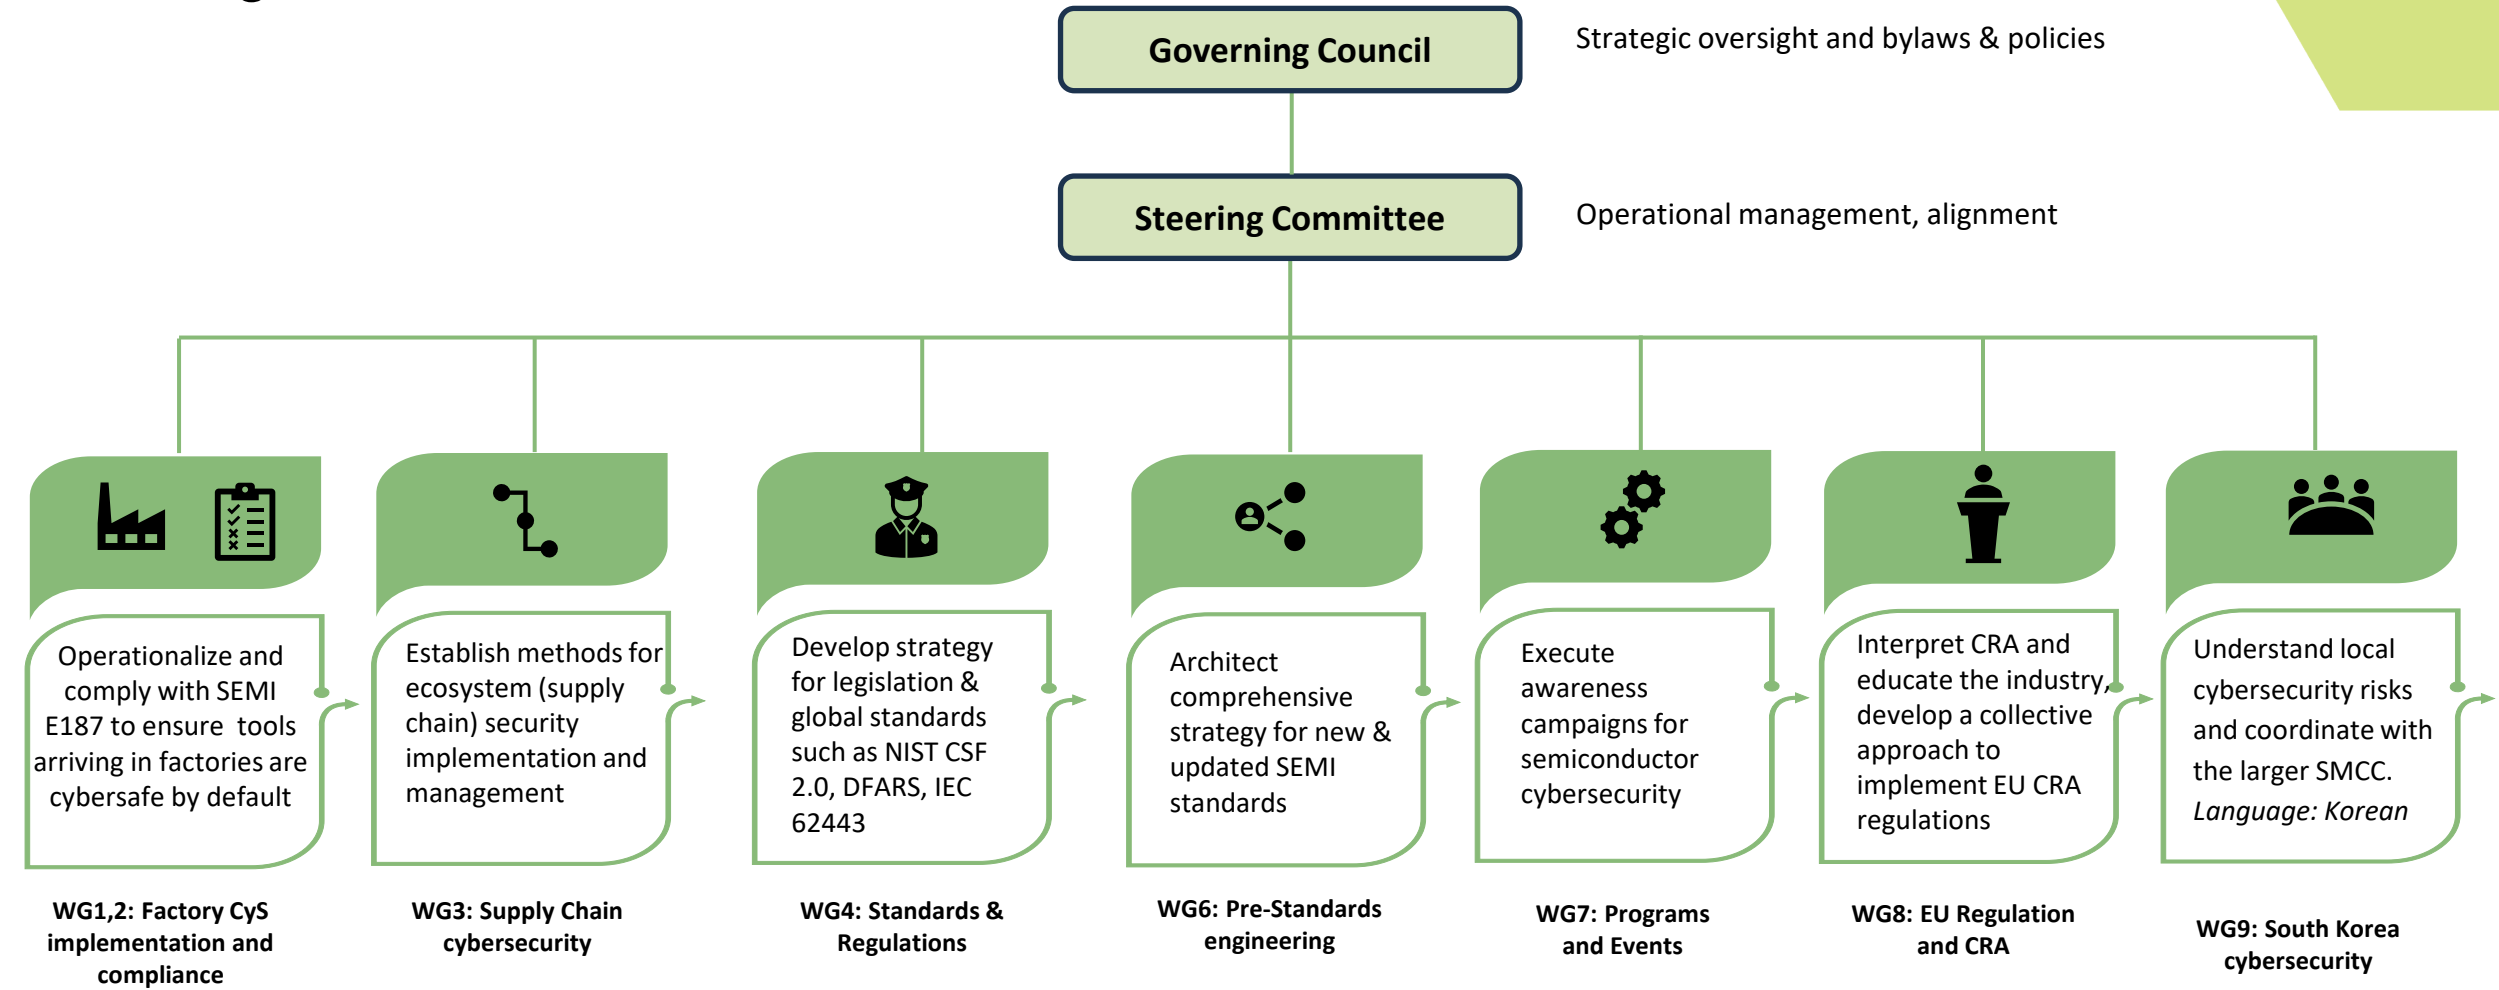 Governing Council
Strategic oversight and bylaws & policies
Steering Committee
Operational management, alignment
Operationalize and
comply with SEMI
E187 to ensure  tools
arriving in factories are
cybersafe by default
WG1,2: Factory CyS
implementation and
compliance
Establish methods for
ecosystem (supply
chain) security
implementation and
management
WG3: Supply Chain
cybersecurity
Develop strategy
for legislation &
global standards
such as NIST CSF
2.0, DFARS, IEC
62443
WG4: Standards &
Regulations
Architect
comprehensive
strategy for new &
updated SEMI
standards
WG6: Pre-Standards
engineering
Execute
awareness
campaigns for
semiconductor
cybersecurity
WG7: Programs
and Events
Interpret CRA and
educate the industry,
develop a collective
approach to
implement EU CRA
regulations
WG8: EU Regulation
and CRA
Understand local
cybersecurity risks
and coordinate with
the larger SMCC.
Language: Korean
WG9: South Korea
cybersecurity